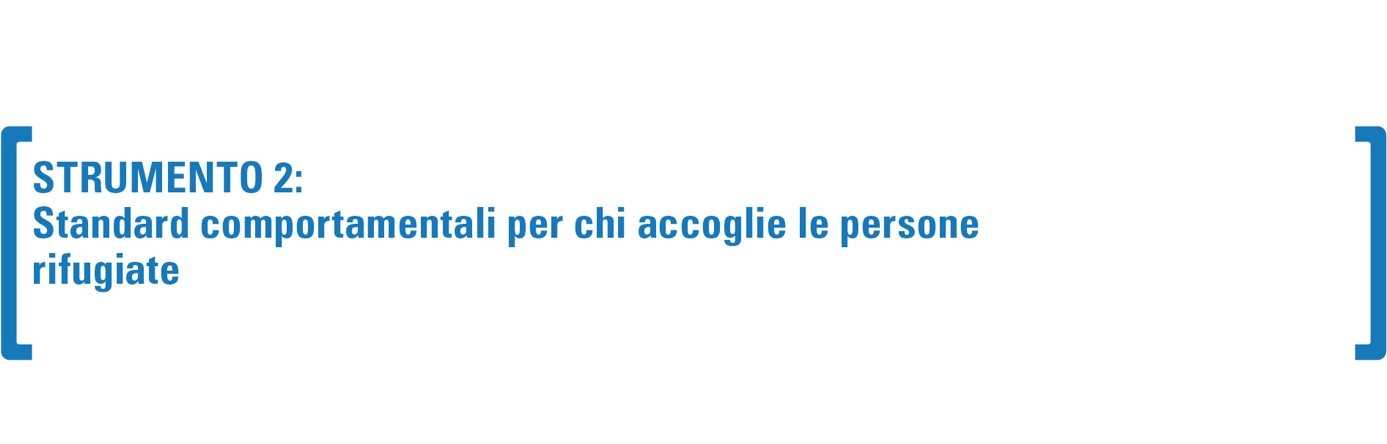 STRUMENTO 2:
Standard comportamentali per chi accoglie le persone
rifugiate